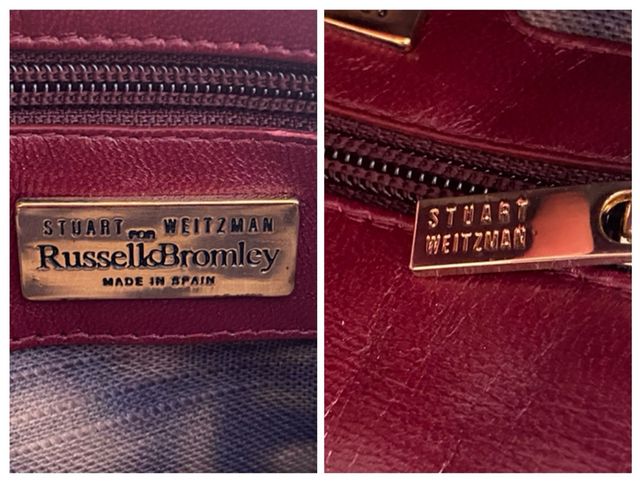 STUART WEITZMAN
FOR
Russell&Bromley
MADE IN SPAIN
STUART
WEITZMAN